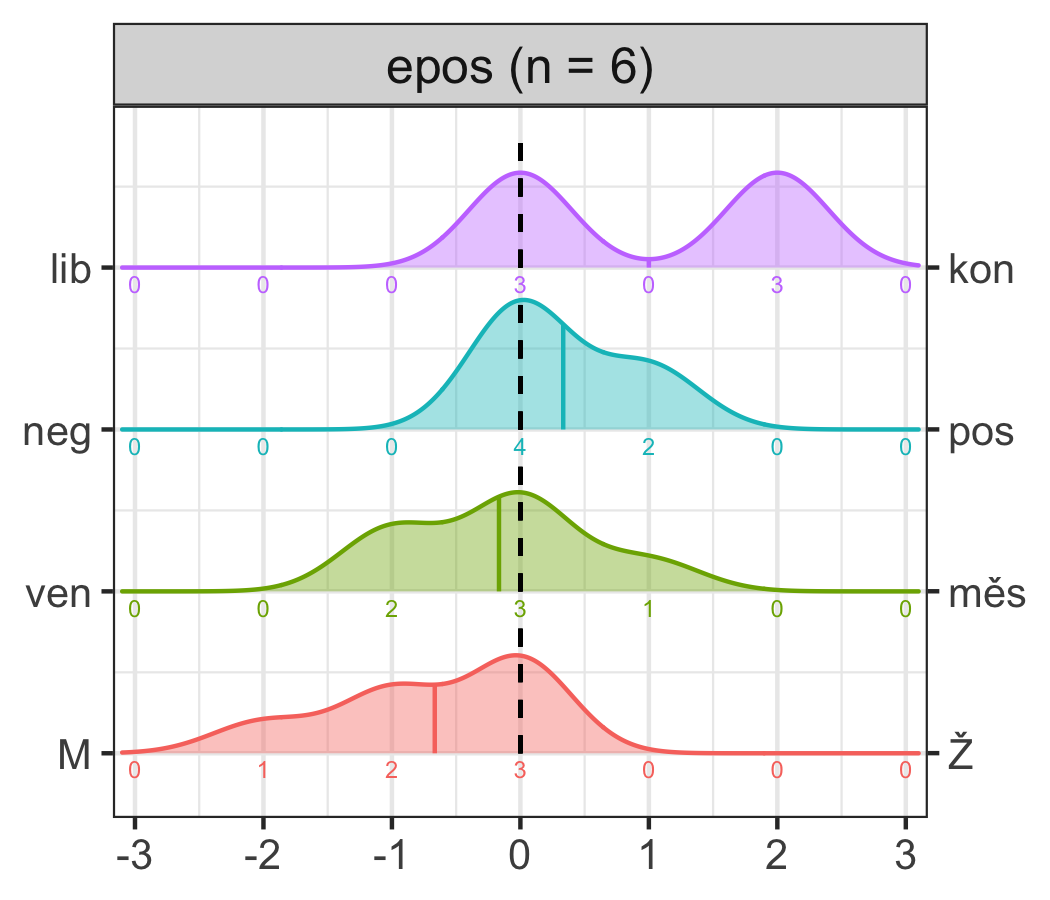 epos (n = 6)
lib kon
0 0 0 3 0 3 0
neg pos
0 0 0 4 2 0 0
ven měs
0 0 2 3 1 0 0
M Ž
0 1 2 3 0 0 0
-3 -2 -1 0 1 2 3